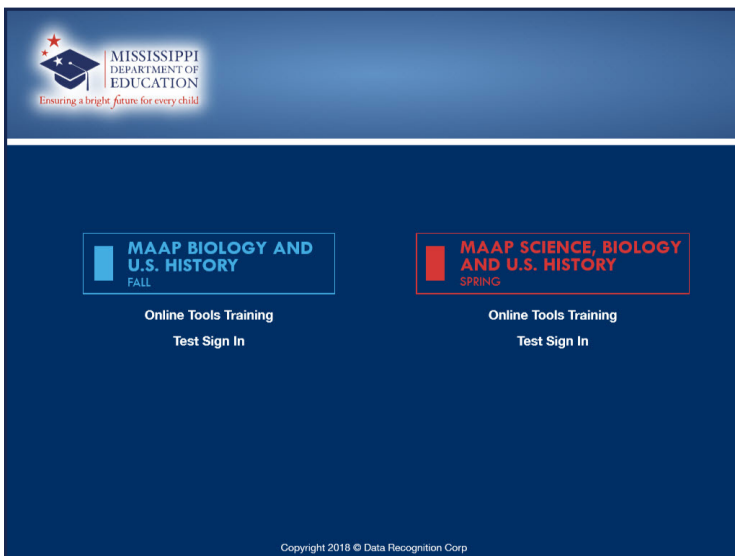 MISSISSIPPI
DEPARTMENT OF
EDUCATION
Ensuring a bright future for every child
MAAP BIOLOGY AND
U.S. HISTORY
FALL
Online Tools Training
Test Sign In
MAAP SCIENCE, BIOLOGY
AND U.S. HISTORY
SPRING
Online Tools Training
Test Sign In
Copyright 2018 © Data Recognition Corp